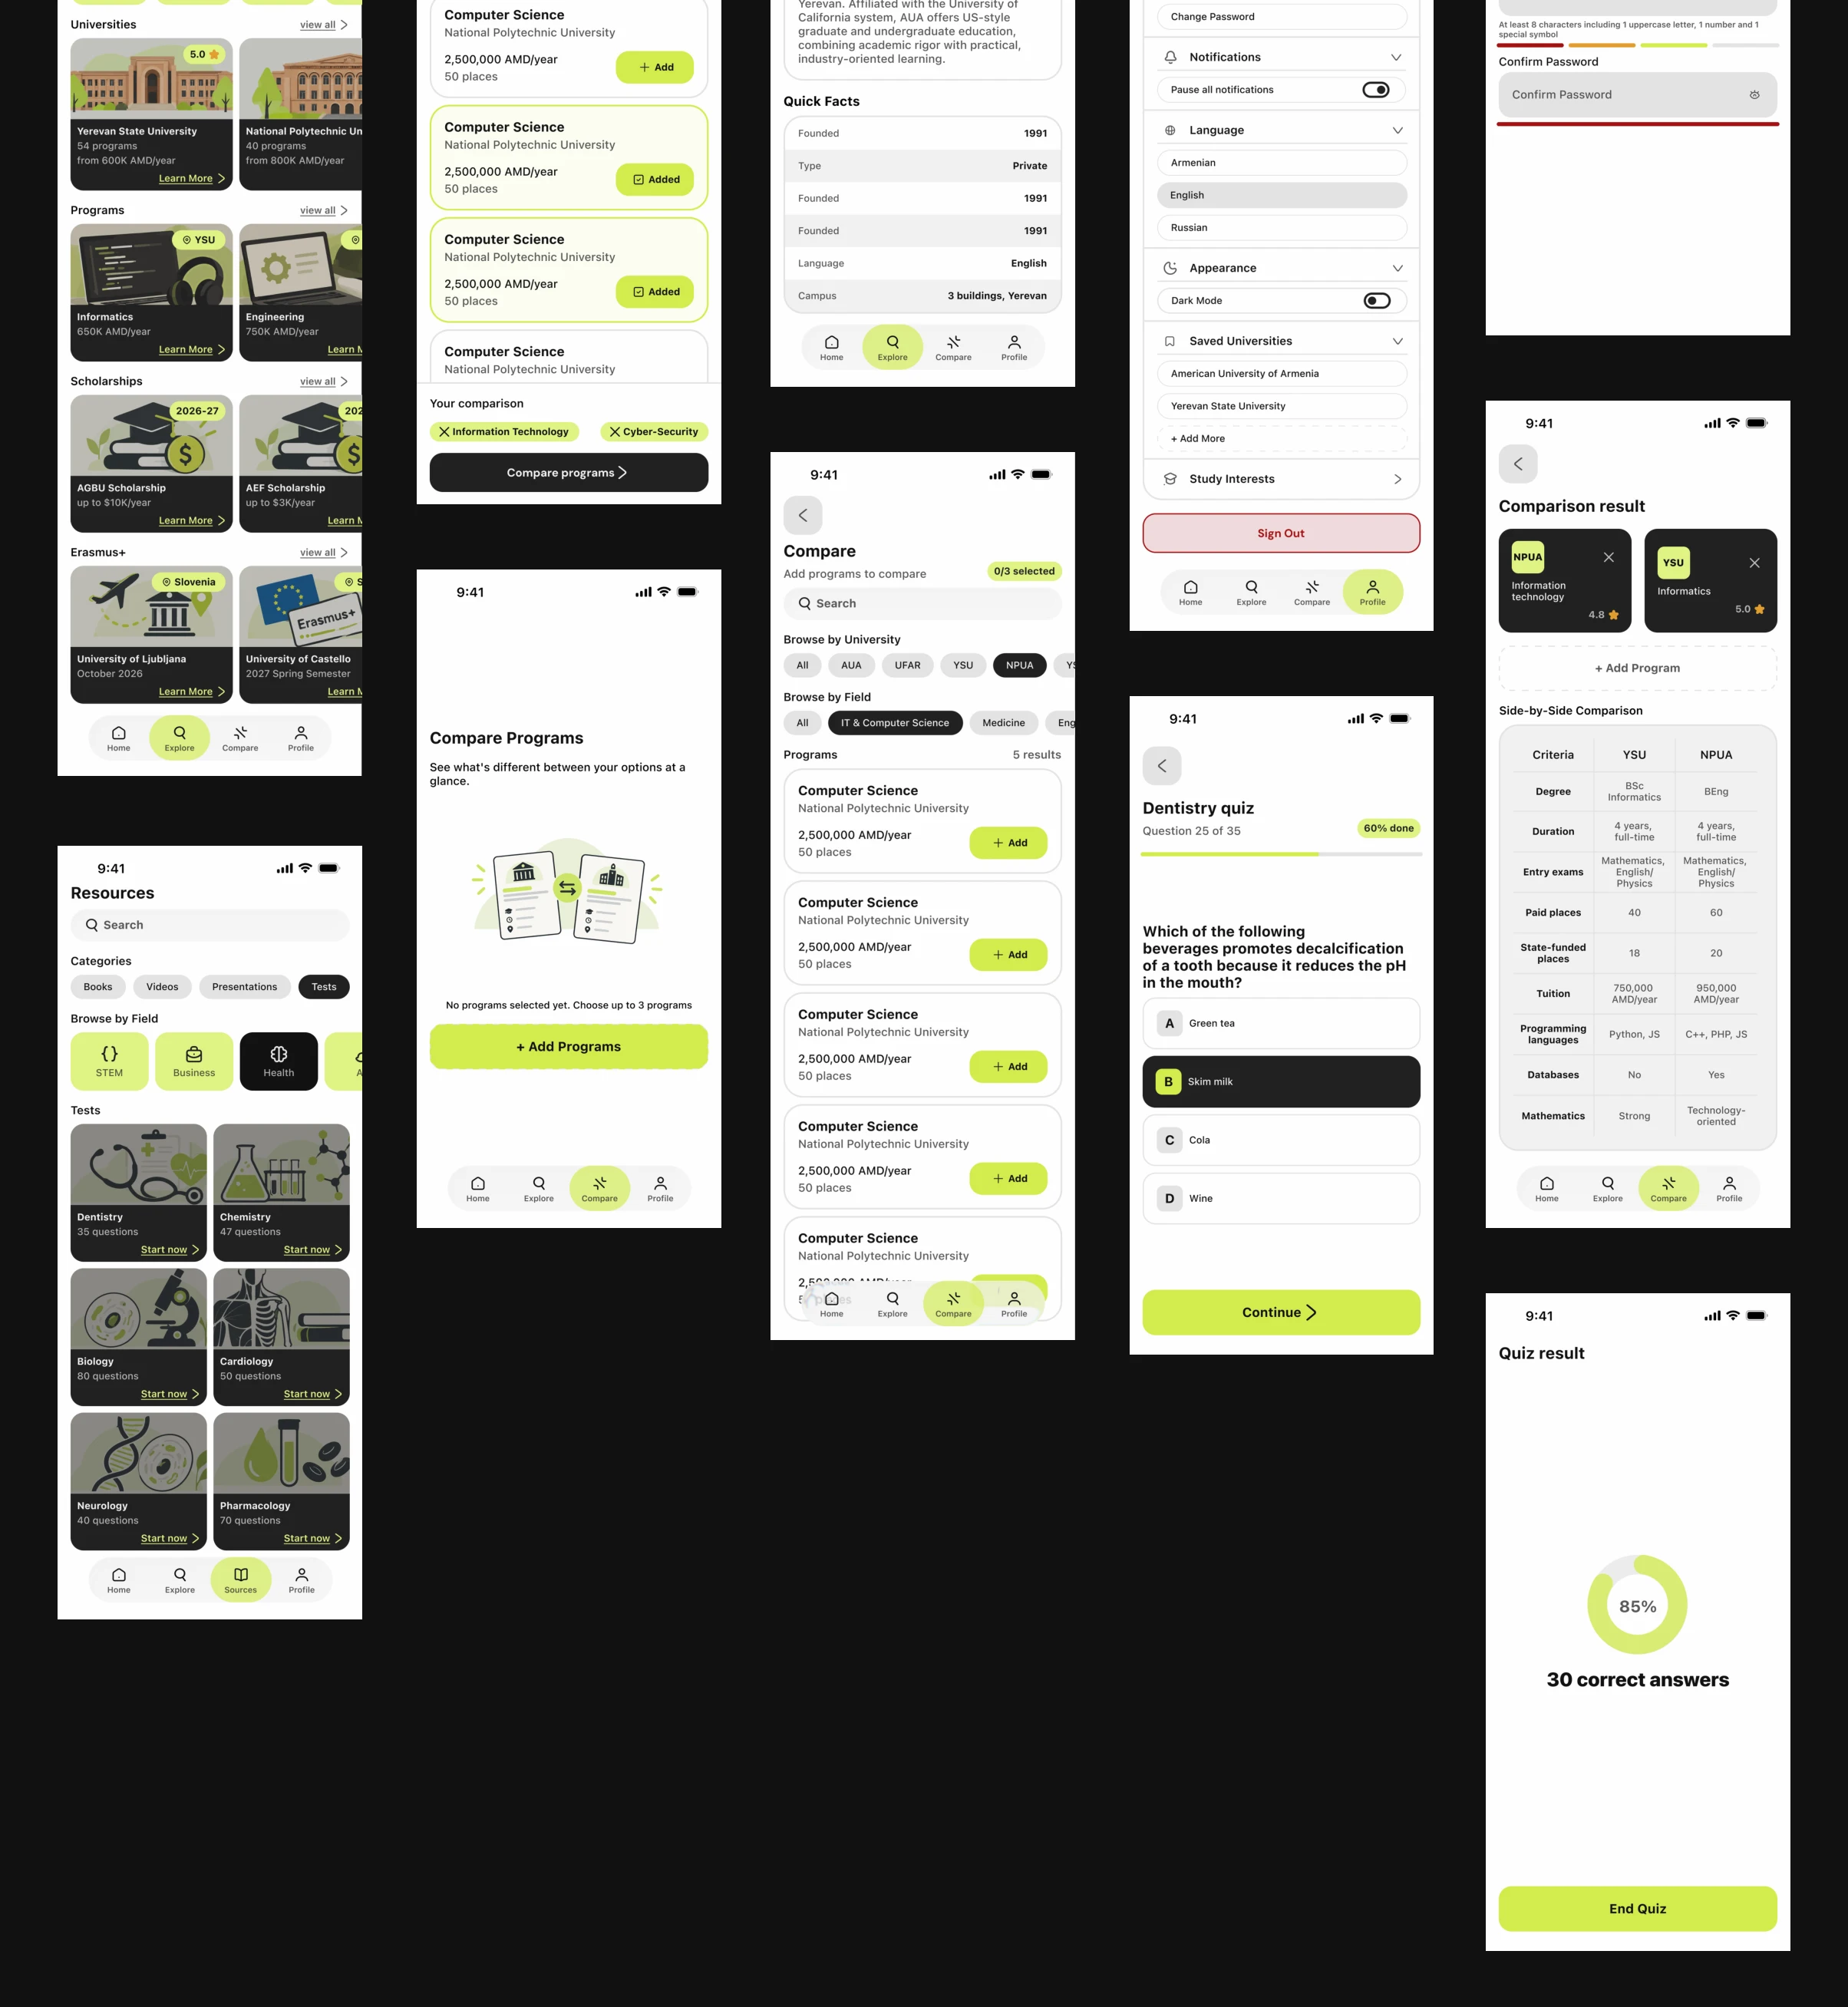 Universities
view all
5.0
Yerevan State University
54 programs
from 600K AMD/year
Learn More
National Polytechnic Un
40 programs
from 800K AMD/year
Programs
view all
YSU
Informatics
650K AMD/year
Learn More
Engineering
750K AMD/year
Learn M
Scholarships
view all
2026-27
AGBU Scholarship
up to $10K/year
Learn More
202
AEF Scholarship
up to $3K/year
Learn M
Erasmus+
view all
Slovenia
University of Ljubljana
October 2026
Learn More
S
Erasmus+
University of Castello
2027 Spring Semester
Learn M
Home
Explore
Compare
Profile
9:41
Resources
Search
Categories
Books
Videos
Presentations
Tests
Browse by Field
STEM
Business
Health
A
Tests
Dentistry
35 questions
Start now
Chemistry
47 questions
Start now
Biology
80 questions
Start now
Cardiology
50 questions
Start now
Neurology
40 questions
Start now
Pharmacology
70 questions
Start now
Home
Explore
Sources
Profile
Computer Science
National Polytechnic University
2,500,000 AMD/year
50 places
+ Add
Computer Science
National Polytechnic University
2,500,000 AMD/year
50 places
Added
Computer Science
National Polytechnic University
2,500,000 AMD/year
50 places
Added
Computer Science
National Polytechnic University
Your comparison
Information Technology
Cyber-Security
Compare programs
9:41
Compare Programs
See what's different between your options at a
glance.
No programs selected yet. Choose up to 3 programs
+ Add Programs
Home
Explore
Compare
Profile
Yerevan. Affiliated with the University of
California system, AUA offers US-style
graduate and undergraduate education,
combining academic rigor with practical,
industry-oriented learning.
Quick Facts
Founded 1991
Type Private
Founded 1991
Founded 1991
Language English
Campus 3 buildings, Yerevan
Home
Explore
Compare
Profile
9:41
Compare
Add programs to compare
0/3 selected
Search
Browse by University
All
AUA
UFAR
YSU
NPUA
YS
Browse by Field
All
IT & Computer Science
Medicine
Eng
Programs
5 results
Computer Science
National Polytechnic University
2,500,000 AMD/year
50 places
+ Add
Computer Science
National Polytechnic University
2,500,000 AMD/year
50 places
+ Add
Computer Science
National Polytechnic University
2,500,000 AMD/year
50 places
+ Add
Computer Science
National Polytechnic University
2,500,000 AMD/year
50 places
+ Add
Computer Science
National Polytechnic University
2,500,000 AMD/year
Home
Explore
Compare
Profile
Change Password
Notifications
Pause all notifications
Language
Armenian
English
Russian
Appearance
Dark Mode
Saved Universities
American University of Armenia
Yerevan State University
+ Add More
Study Interests
Sign Out
Home
Explore
Compare
Profile
9:41
Dentistry quiz
Question 25 of 35
60% done
Which of the following
beverages promotes decalcification
of a tooth because it reduces the pH
in the mouth?
A Green tea
B Skim milk
C Cola
D Wine
Continue
At least 8 characters including 1 uppercase letter, 1 number and 1
special symbol
Confirm Password
Confirm Password
9:41
Comparison result
NPUA
Information
technology
4.8
YSU
Informatics
5.0
+ Add Program
Side-by-Side Comparison
Criteria YSU NPUA
Degree BSc Informatics BEng
Duration 4 years, full-time 4 years, full-time
Entry exams Mathematics, English/ Physics Mathematics, English/ Physics
Paid places 40 60
State-funded places 18 20
Tuition 750,000 AMD/year 950,000 AMD/year
Programming languages Python, JS C++, PHP, JS
Databases No Yes
Mathematics Strong Technology-oriented
Home
Explore
Compare
Profile
9:41
Quiz result
85%
30 correct answers
End Quiz